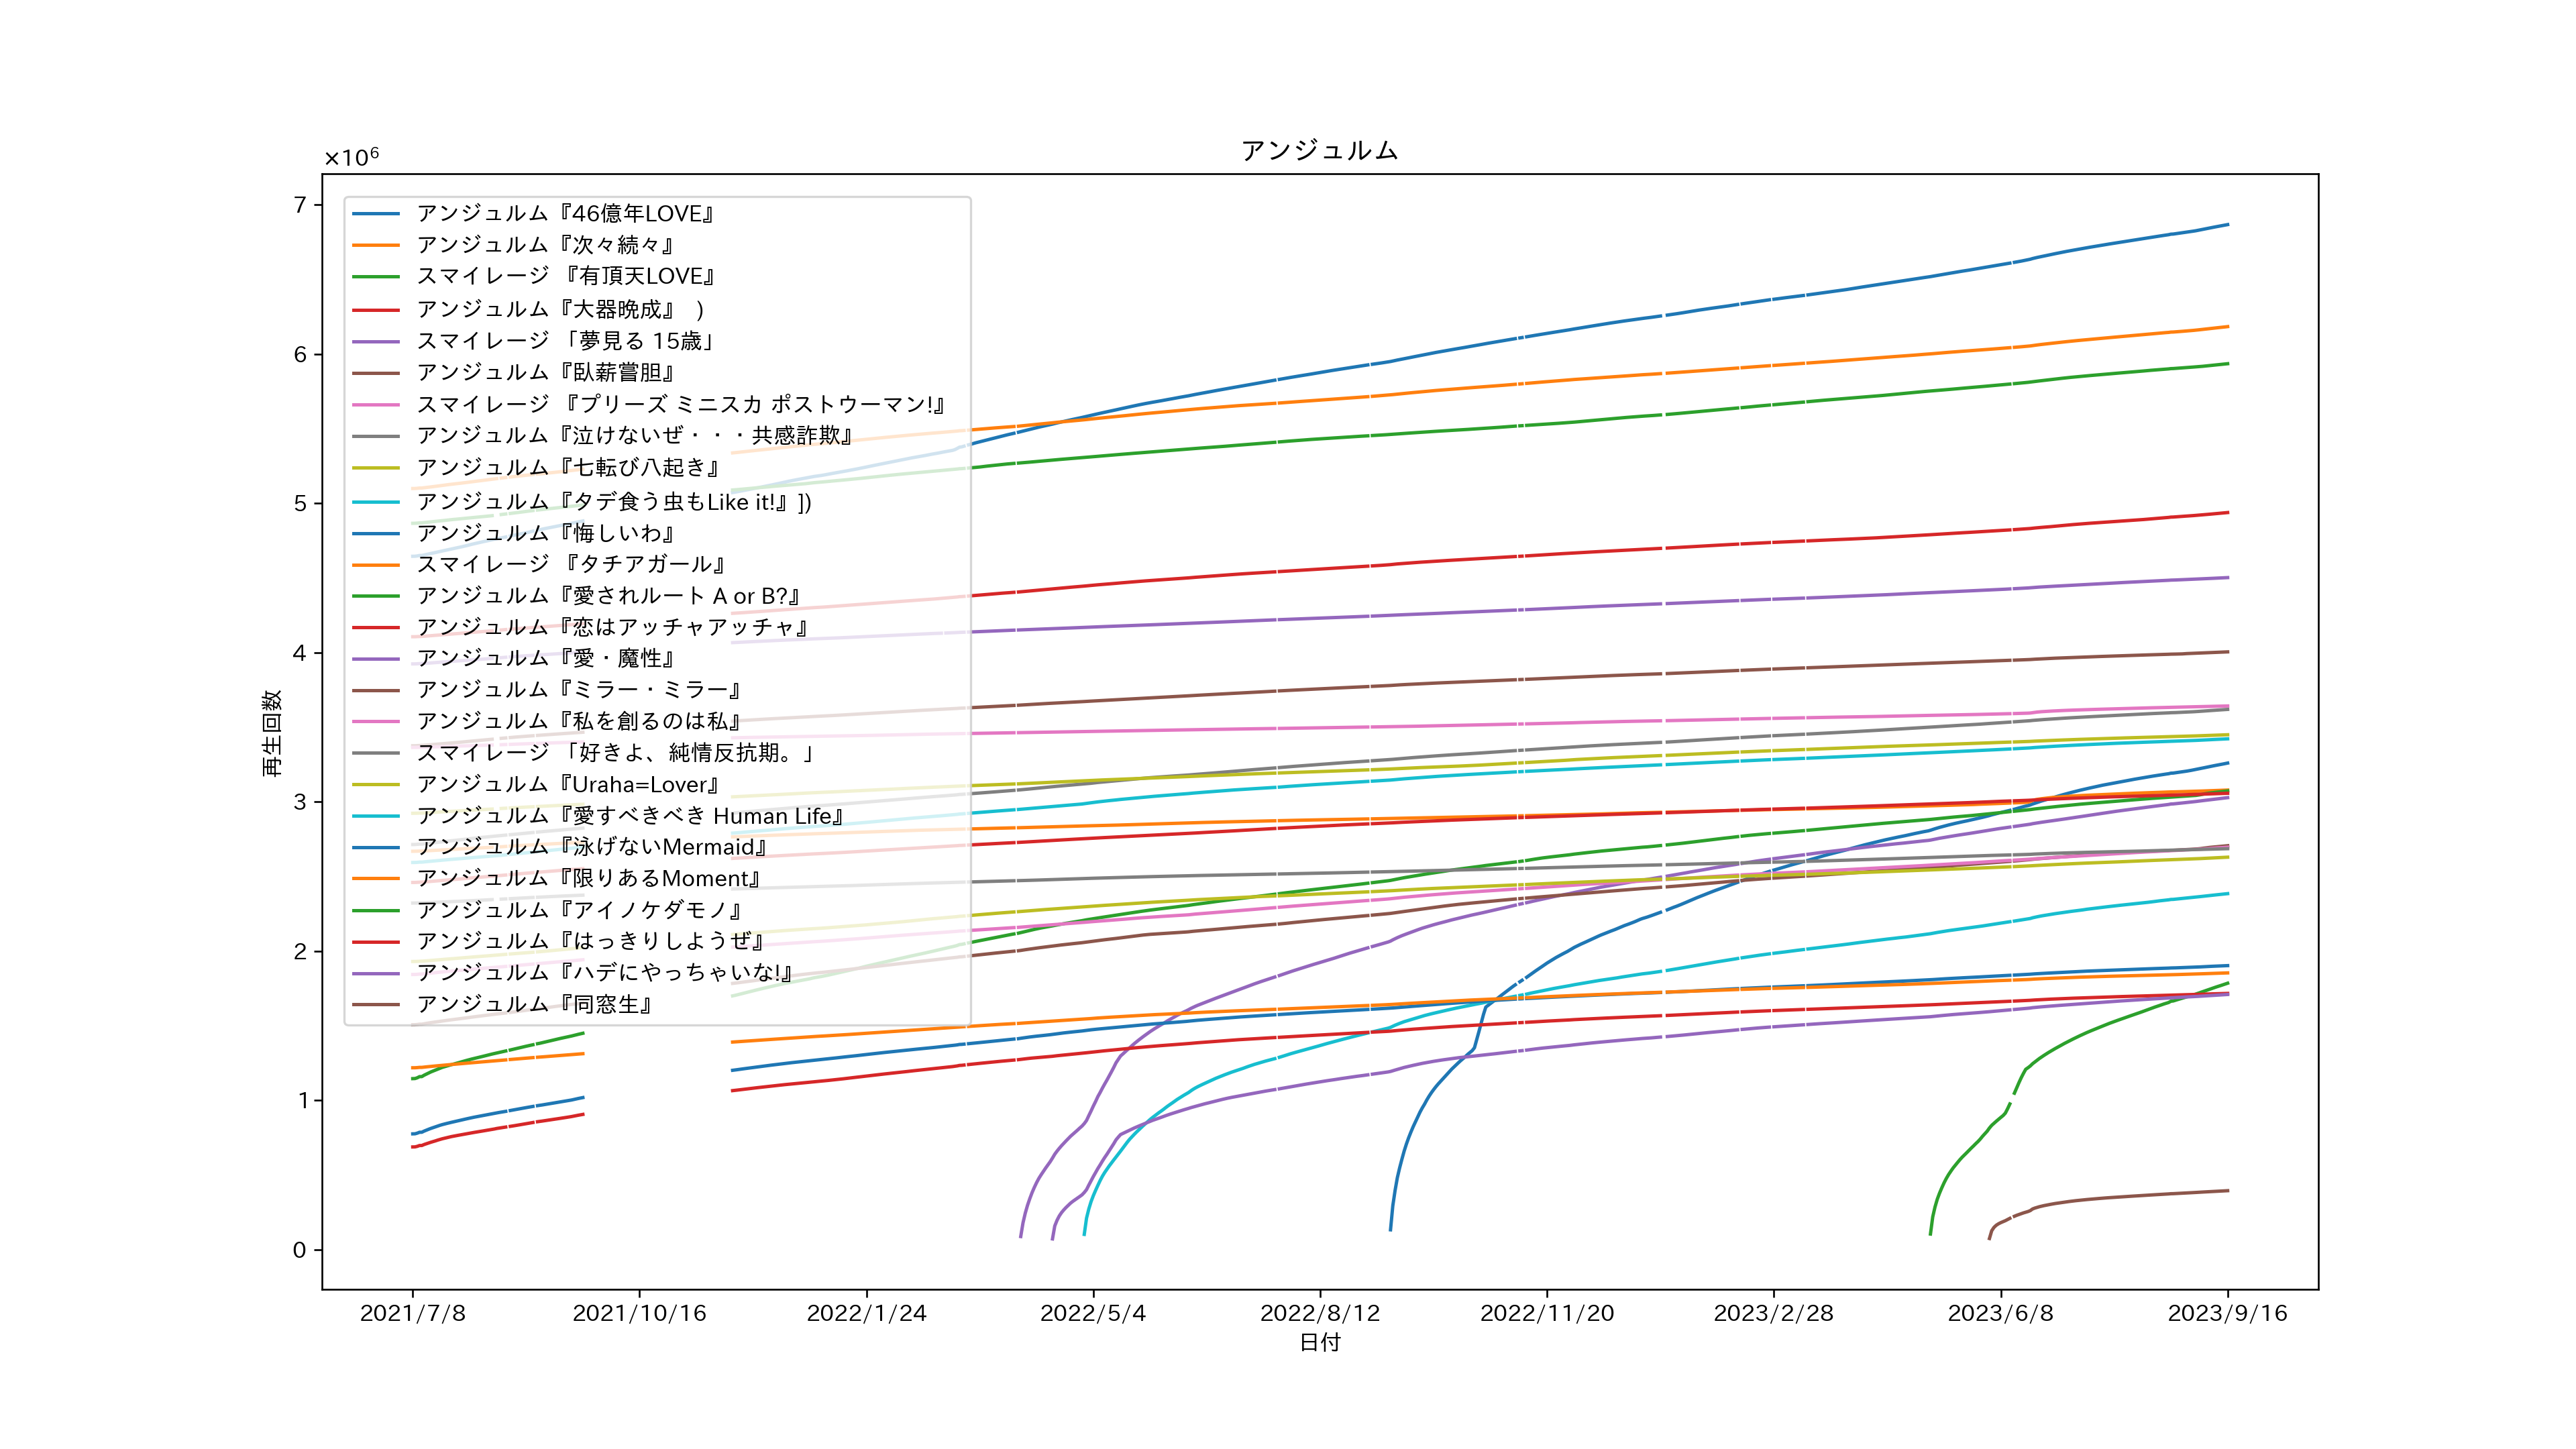 アンジュルム
×10⁶
7
6
5
4
3
2
1
0
再生回数
アンジュルム『46億年LOVE』
アンジュルム『次々続々』
スマイレージ 『有頂天LOVE』
アンジュルム『大器晩成』 )
スマイレージ 「夢見る 15歳」
アンジュルム『臥薪嘗胆』
スマイレージ 『プリーズ ミニスカ ポストウーマン!』
アンジュルム『泣けないぜ・・・共感詐欺』
アンジュルム『七転び八起き』
アンジュルム『タデ食う虫もLike it!』])
アンジュルム『悔しいわ』
スマイレージ 『タチアガール』
アンジュルム『愛されルート A or B?』
アンジュルム『恋はアッチャアッチャ』
アンジュルム『愛・魔性』
アンジュルム『ミラー・ミラー』
アンジュルム『私を創るのは私』
スマイレージ 「好きよ、純情反抗期。」
アンジュルム『Uraha=Lover』
アンジュルム『愛すべきべき Human Life』
アンジュルム『泳げないMermaid』
アンジュルム『限りあるMoment』
アンジュルム『アイノケダモノ』
アンジュルム『はっきりしようぜ』
アンジュルム『ハデにやっちゃいな!』
アンジュルム『同窓生』
2021/7/8 2021/10/16 2022/1/24 2022/5/4 2022/8/12 2022/11/20 2023/2/28 2023/6/8 2023/9/16
日付